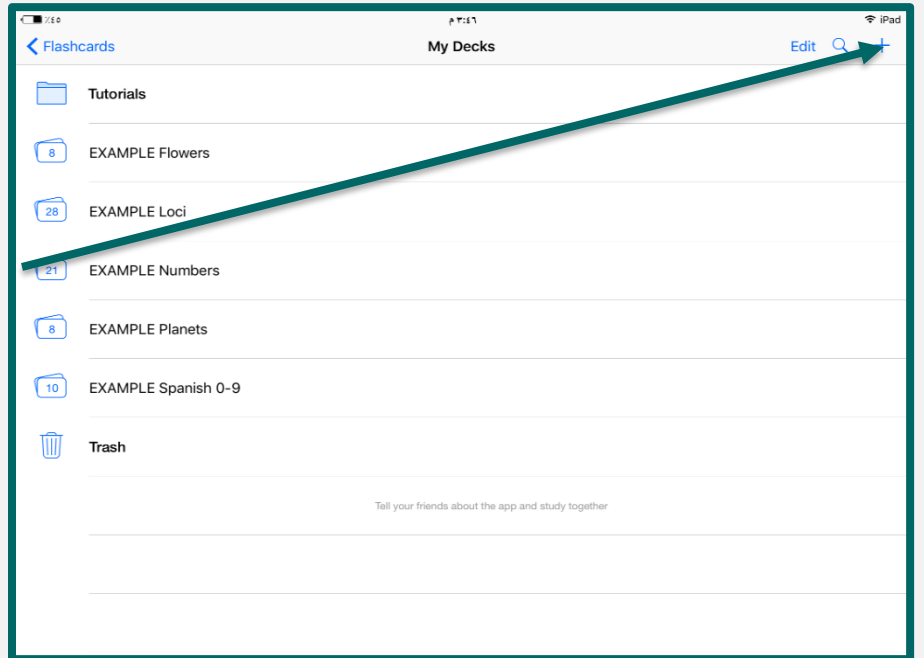 ٪٤٥ ٣:٤٦ م iPad
Flashcards My Decks Edit
Tutorials
8 EXAMPLE Flowers
28 EXAMPLE Loci
21 EXAMPLE Numbers
8 EXAMPLE Planets
10 EXAMPLE Spanish 0-9
Trash
Tell your friends about the app and study together